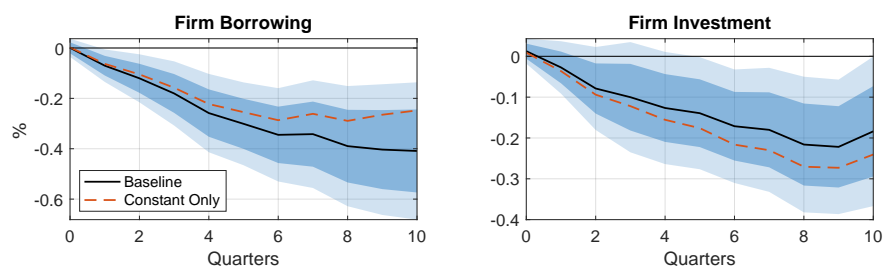 Firm Borrowing
0
-0.2
-0.4
-0.6
%
Baseline
Constant Only
0 2 4 6 8 10
Quarters
Firm Investment
0
-0.1
-0.2
-0.3
-0.4
0 2 4 6 8 10
Quarters